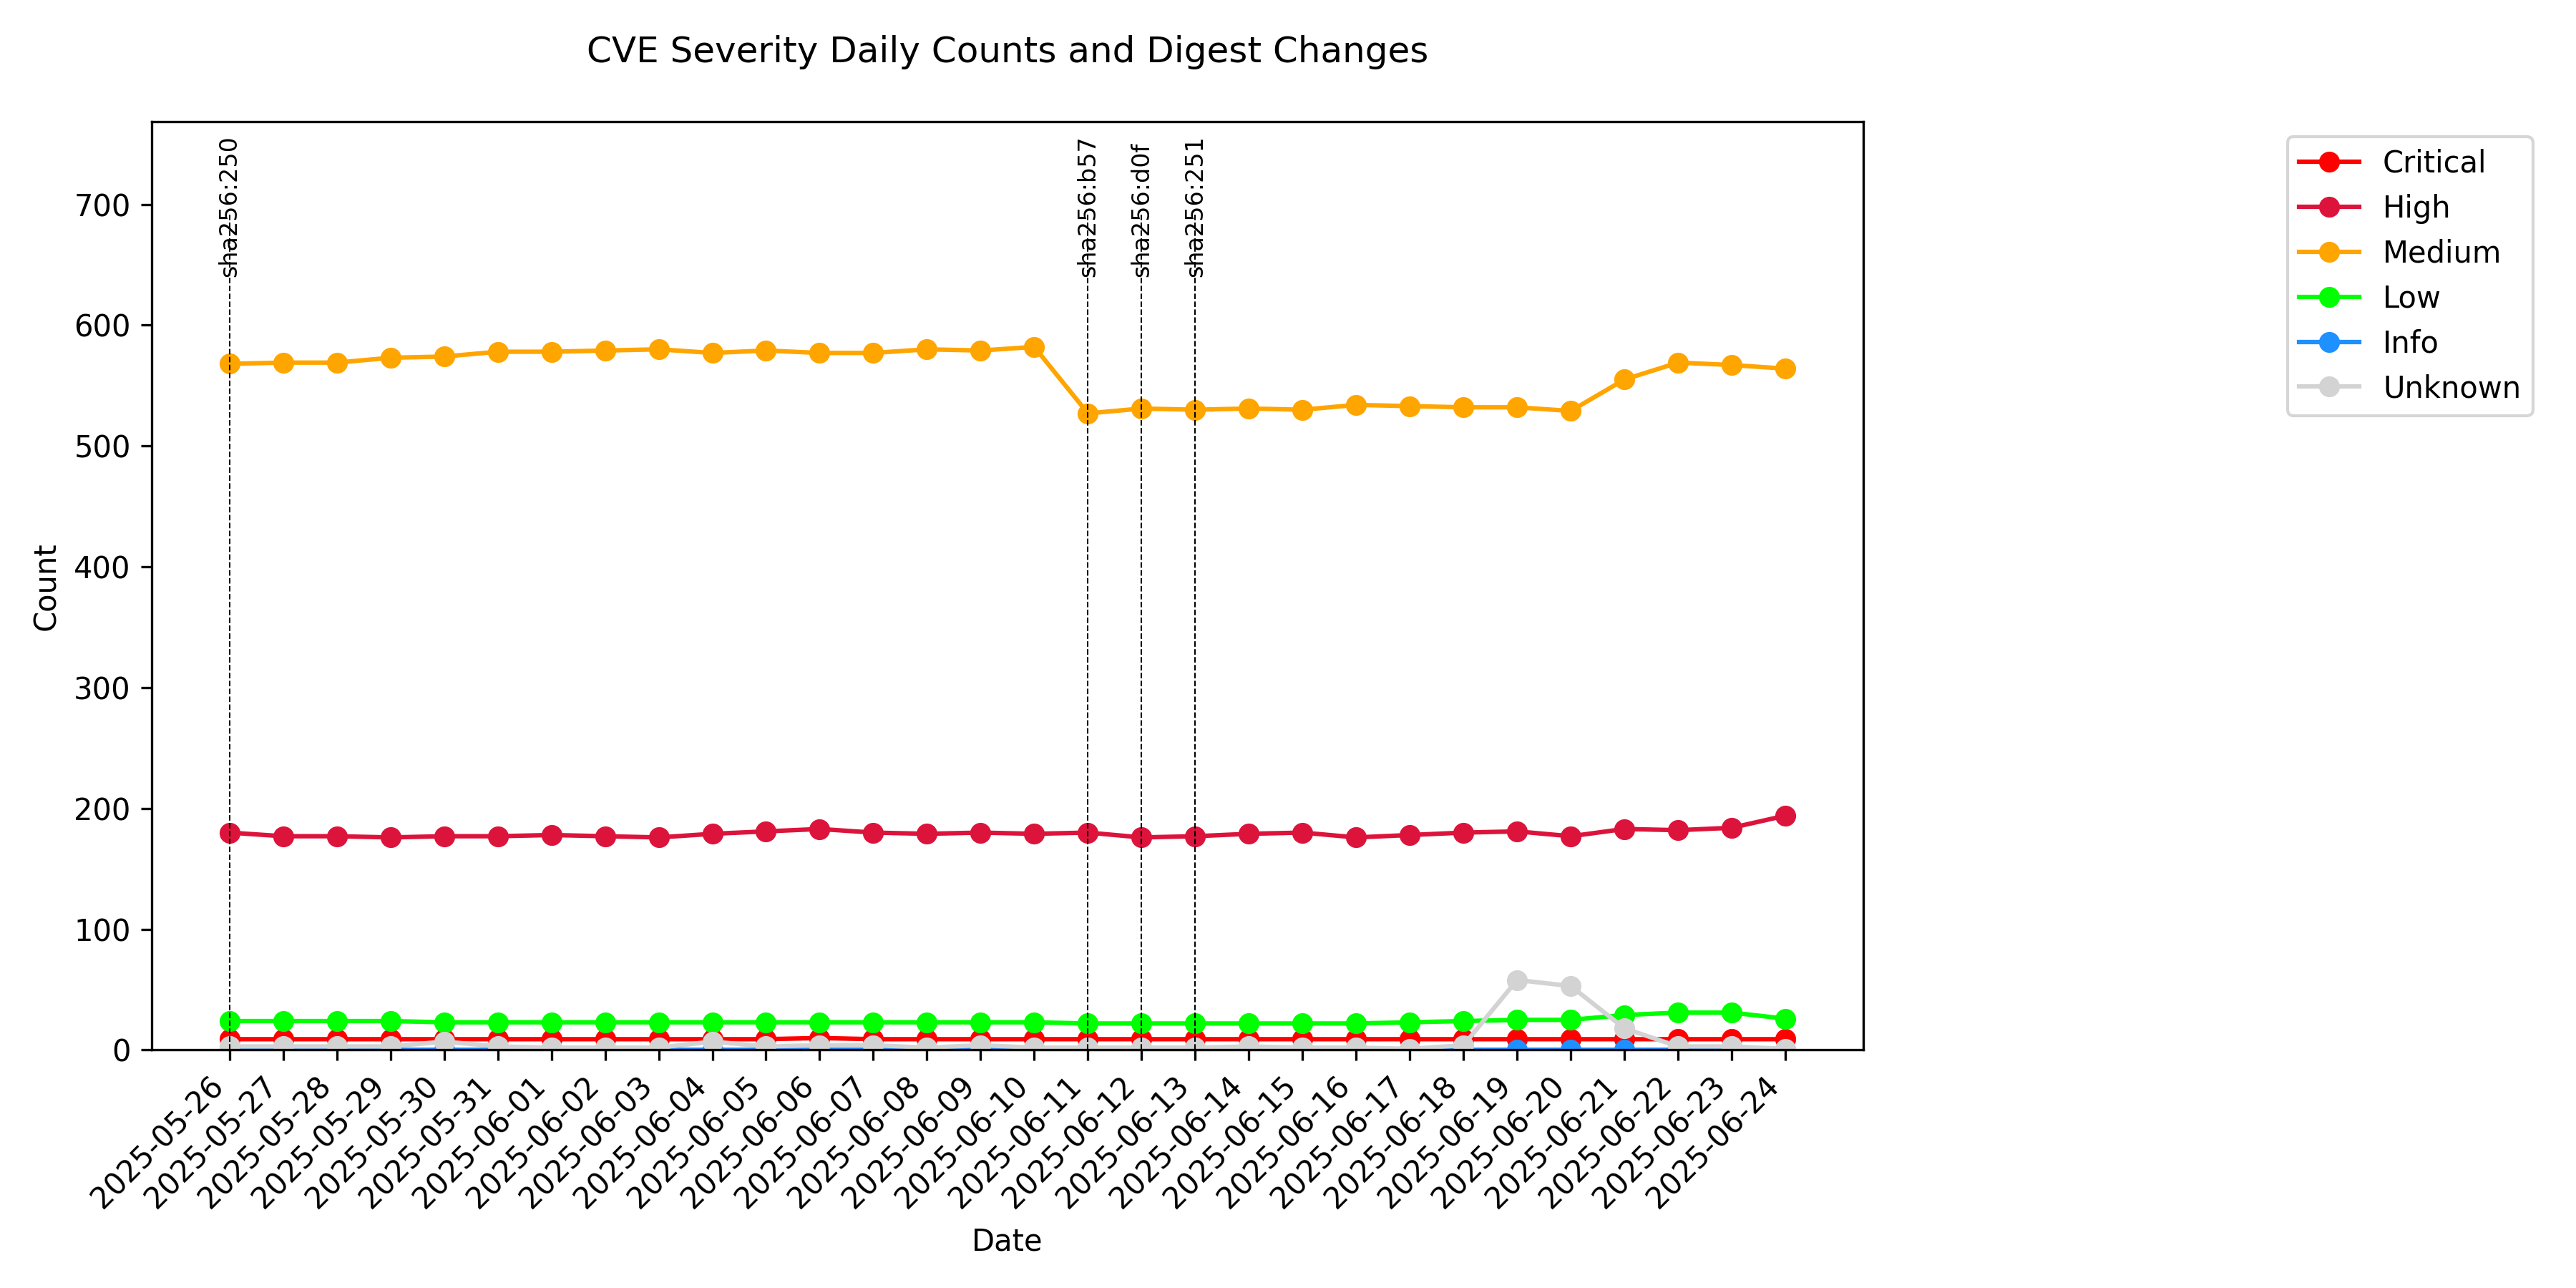 CVE Severity Daily Counts and Digest Changes
sha256:250
sha256:b57
sha256:d0f
sha256:251
Critical
High
Medium
Low
Info
Unknown
Count
700
600
500
400
300
200
100
0
2025-05-26
2025-05-27
2025-05-28
2025-05-29
2025-05-30
2025-05-31
2025-06-01
2025-06-02
2025-06-03
2025-06-04
2025-06-05
2025-06-06
2025-06-07
2025-06-08
2025-06-09
2025-06-10
2025-06-11
2025-06-12
2025-06-13
2025-06-14
2025-06-15
2025-06-16
2025-06-17
2025-06-18
2025-06-19
2025-06-20
2025-06-21
2025-06-22
2025-06-23
2025-06-24
Date